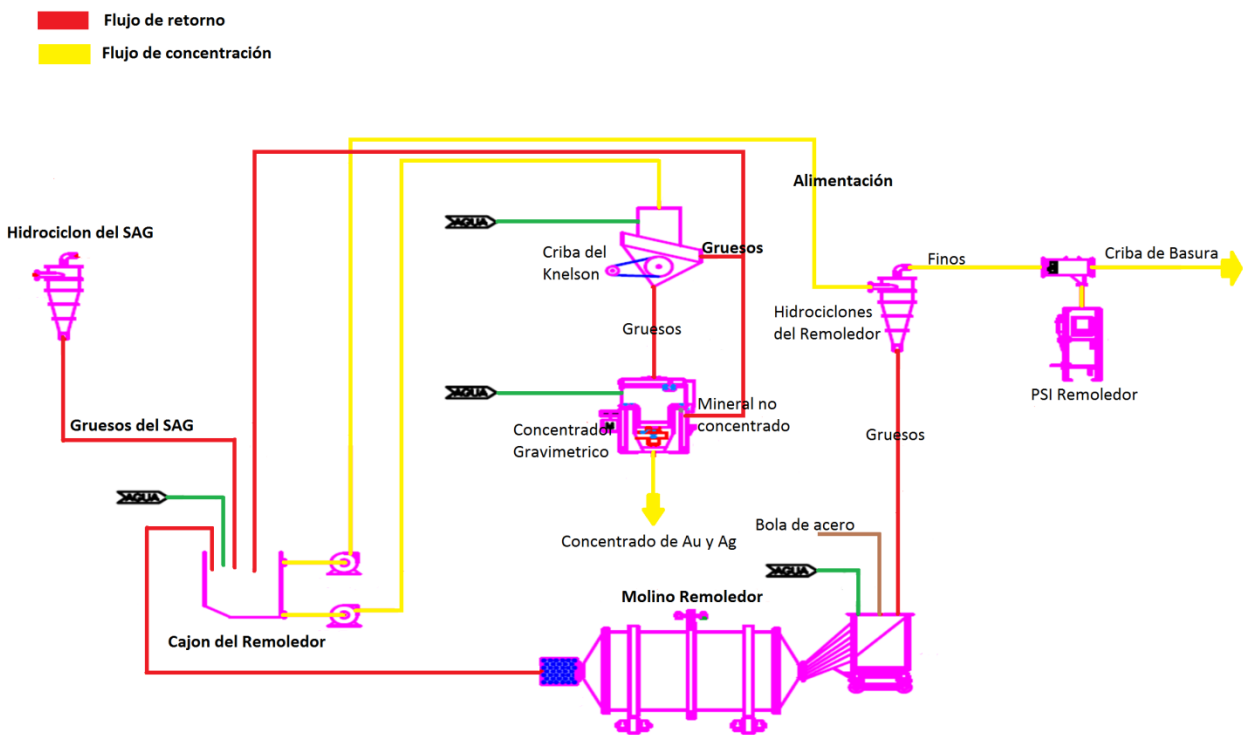 Flujo de retorno
Flujo de concentración
Alimentación
Hidrociclon del SAG
AGUA
Criba del
Knelson
Gruesos
Finos
Criba de Basura
Hidrociclones
del Remoledor
Gruesos
PSI Remoledor
AGUA
Mineral no
concentrado
Gruesos del SAG
Concentrador
Gravimetrico
M
Gruesos
AGUA
Bola de acero
Concentrado de Au y Ag
AGUA
Molino Remoledor
Cajon del Remoledor